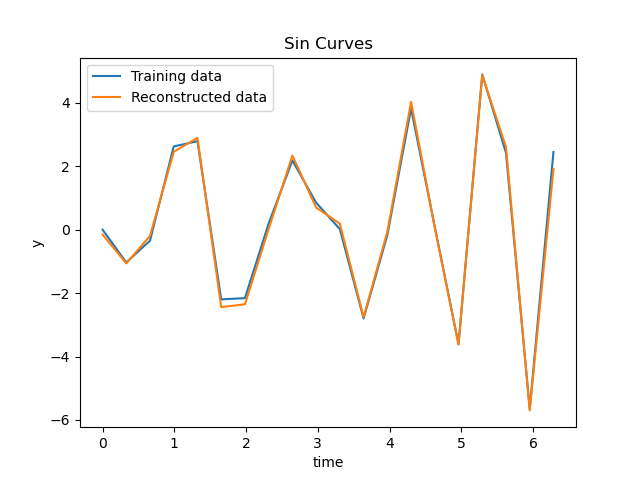 Sin Curves
Training data
Reconstructed data
y
4
2
0
−2
−4
−6
0 1 2 3 4 5 6
time